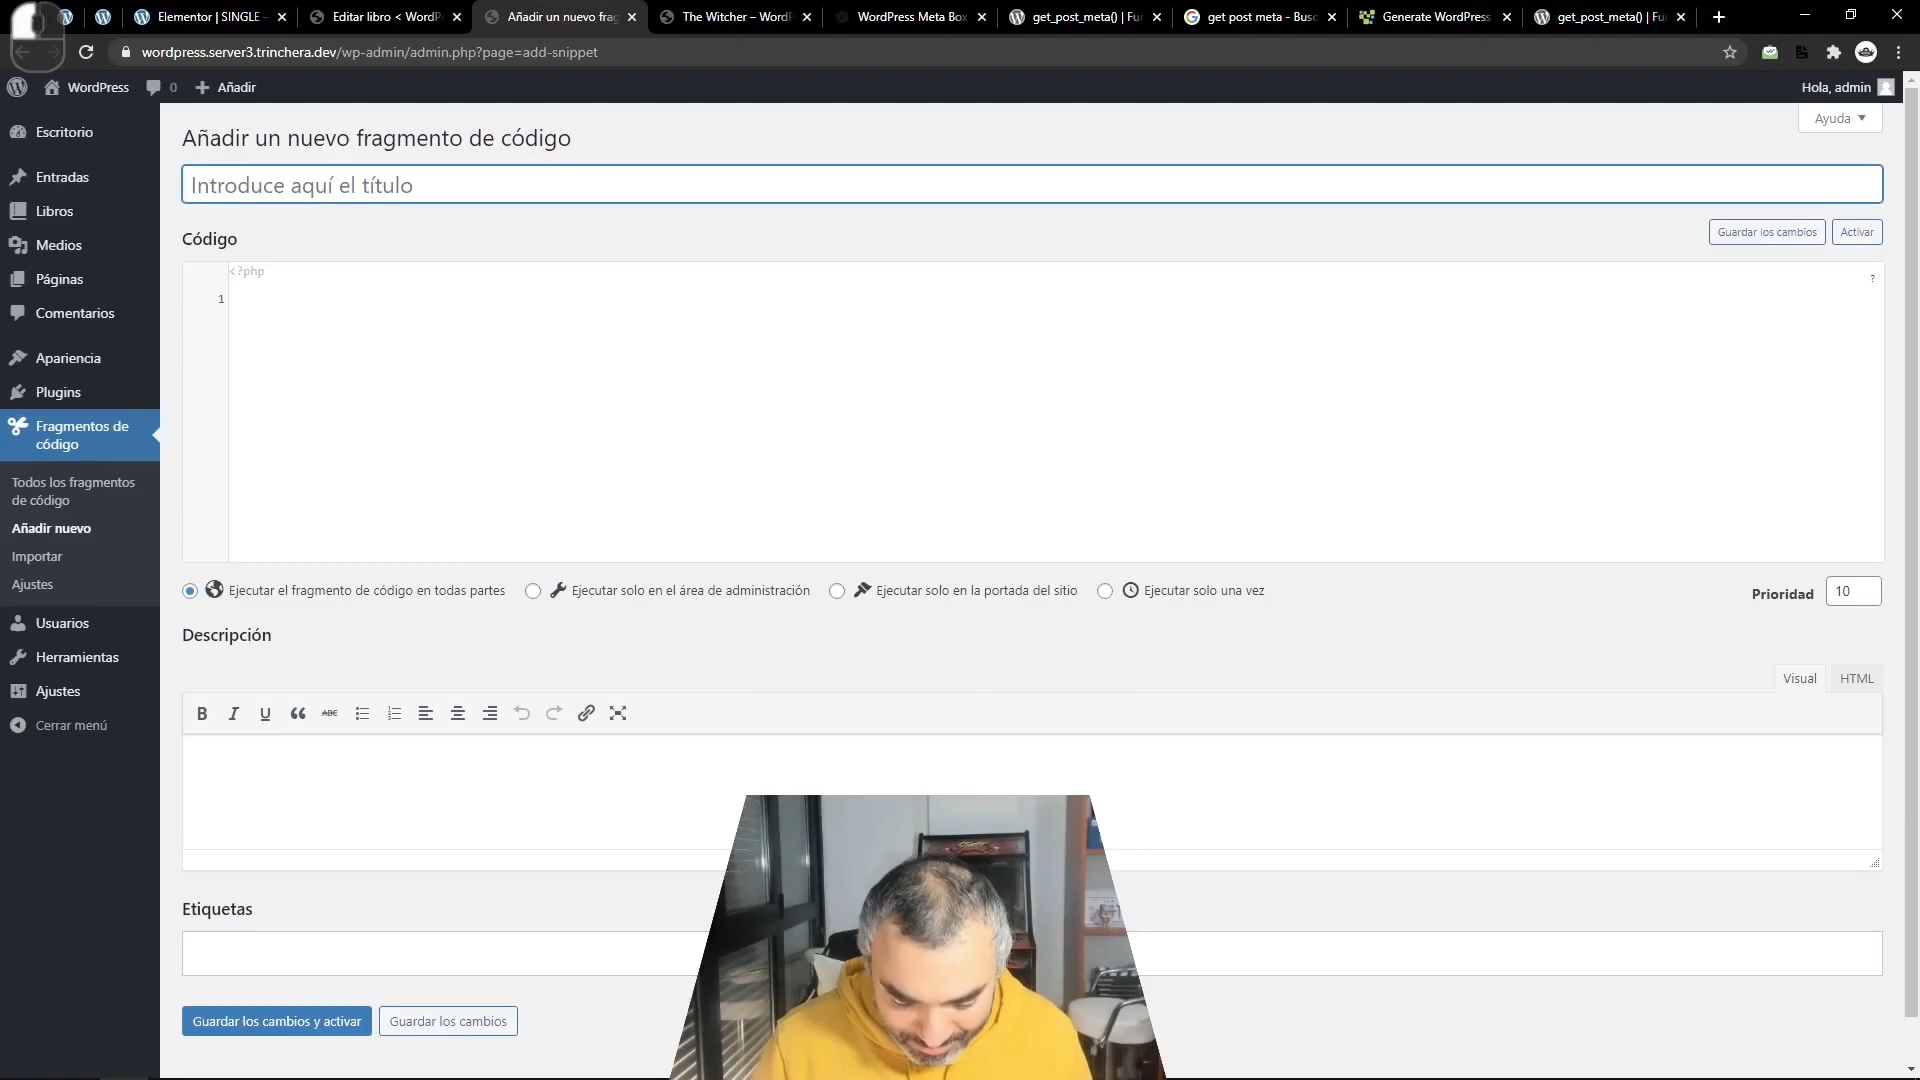 Elementor | SINGLE -
Editar libro < WordP
Añadir un nuevo frag
The Witcher – WordP
WordPress Meta Box
get_post_meta() | Fu
get post meta - Busc
Generate WordPress
get_post_meta() | Fu
wordpress.server3.trinchera.dev/wp-admin/admin.php?page=add-snippet
WordPress
0
Añadir
Hola, admin
Ayuda
Escritorio
Entradas
Libros
Medios
Páginas
Comentarios
Apariencia
Plugins
Fragmentos de
código
Todos los fragmentos
de código
Añadir nuevo
Importar
Ajustes
Usuarios
Herramientas
Ajustes
Cerrar menú
Añadir un nuevo fragmento de código
Introduce aquí el título
Código
Guardar los cambios
Activar
<?php
?
1
Ejecutar el fragmento de código en todas partes
Ejecutar solo en el área de administración
Ejecutar solo en la portada del sitio
Ejecutar solo una vez
Prioridad
10
Descripción
Visual
HTML
B I U ABC
Etiquetas
Guardar los cambios y activar
Guardar los cambios